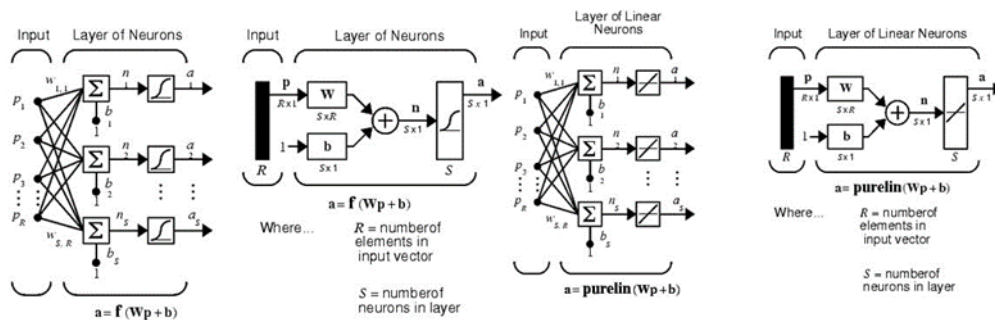 Input Layer of Neurons
p1
p2
p3
pR
w1,1
wS,R
Σ n1 a1
b1
1
Σ n2 a2
b2
1
Σ ns as
bs
1
a= f (Wp+b)
Input Layer of Neurons
p a
R x 1 W S x 1
S x R n
+
S x 1
1 b
S x 1
R S
a= f (Wp+b)
Where...
R = numberof
elements in
input vector
S = numberof
neurons in layer
Layer of Linear
Input Neurons
p1
p2
p3
pR
w1,1
wS,R
Σ n1 a1
b1
1
Σ n2 a2
b2
1
Σ ns as
bs
1
a= purelin(Wp+b)
Input Layer of Linear Neurons
p a
R x 1 W S x 1
S x R n
+
S x 1
1 b
S x 1
R S
a= purelin(Wp+b)
Where...
R = numberof
elements in
input vector
S = numberof
neurons in layer